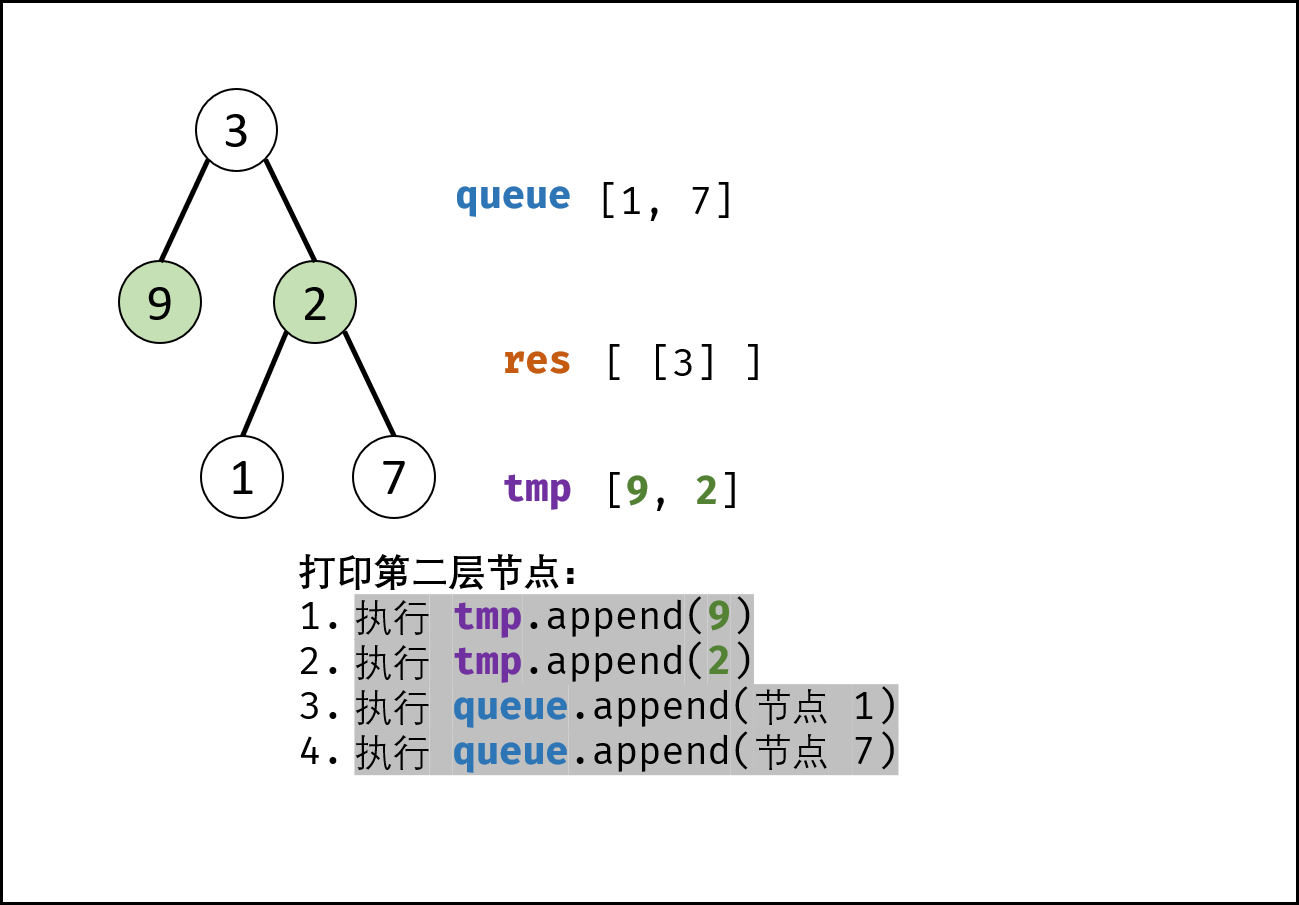 3
queue [1, 7]
9
2
res [ [3] ]
1
7
tmp [9, 2]
打印第二层节点:
1. 执行 tmp.append(9)
2. 执行 tmp.append(2)
3. 执行 queue.append(节点 1)
4. 执行 queue.append(节点 7)